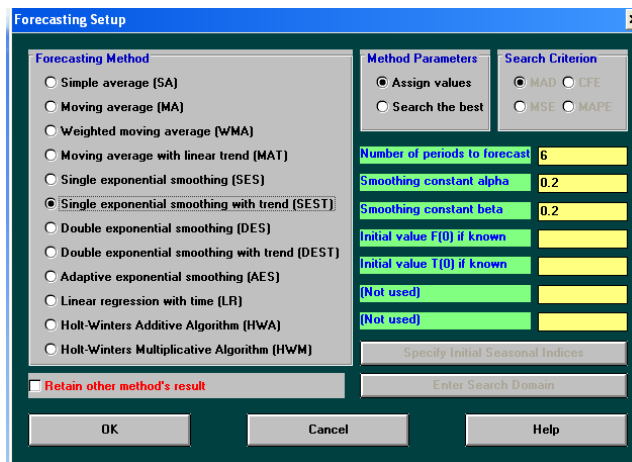 Forecasting Setup
Forecasting Method
Simple average (SA)
Moving average (MA)
Weighted moving average (WMA)
Moving average with linear trend (MAT)
Single exponential smoothing (SES)
Single exponential smoothing with trend (SEST)
Double exponential smoothing (DES)
Double exponential smoothing with trend (DEST)
Adaptive exponential smoothing (AES)
Linear regression with time (LR)
Holt-Winters Additive Algorithm (HWA)
Holt-Winters Multiplicative Algorithm (HWM)
Retain other method's result
Method Parameters
Assign values
Search the best
Search Criterion
MAD CFE
MSE MAPE
Number of periods to forecast 6
Smoothing constant alpha 0.2
Smoothing constant beta 0.2
Initial value F(0) if known
Initial value T(0) if known
(Not used)
(Not used)
Specify Initial Seasonal Indices
Enter Search Domain
OK Cancel Help